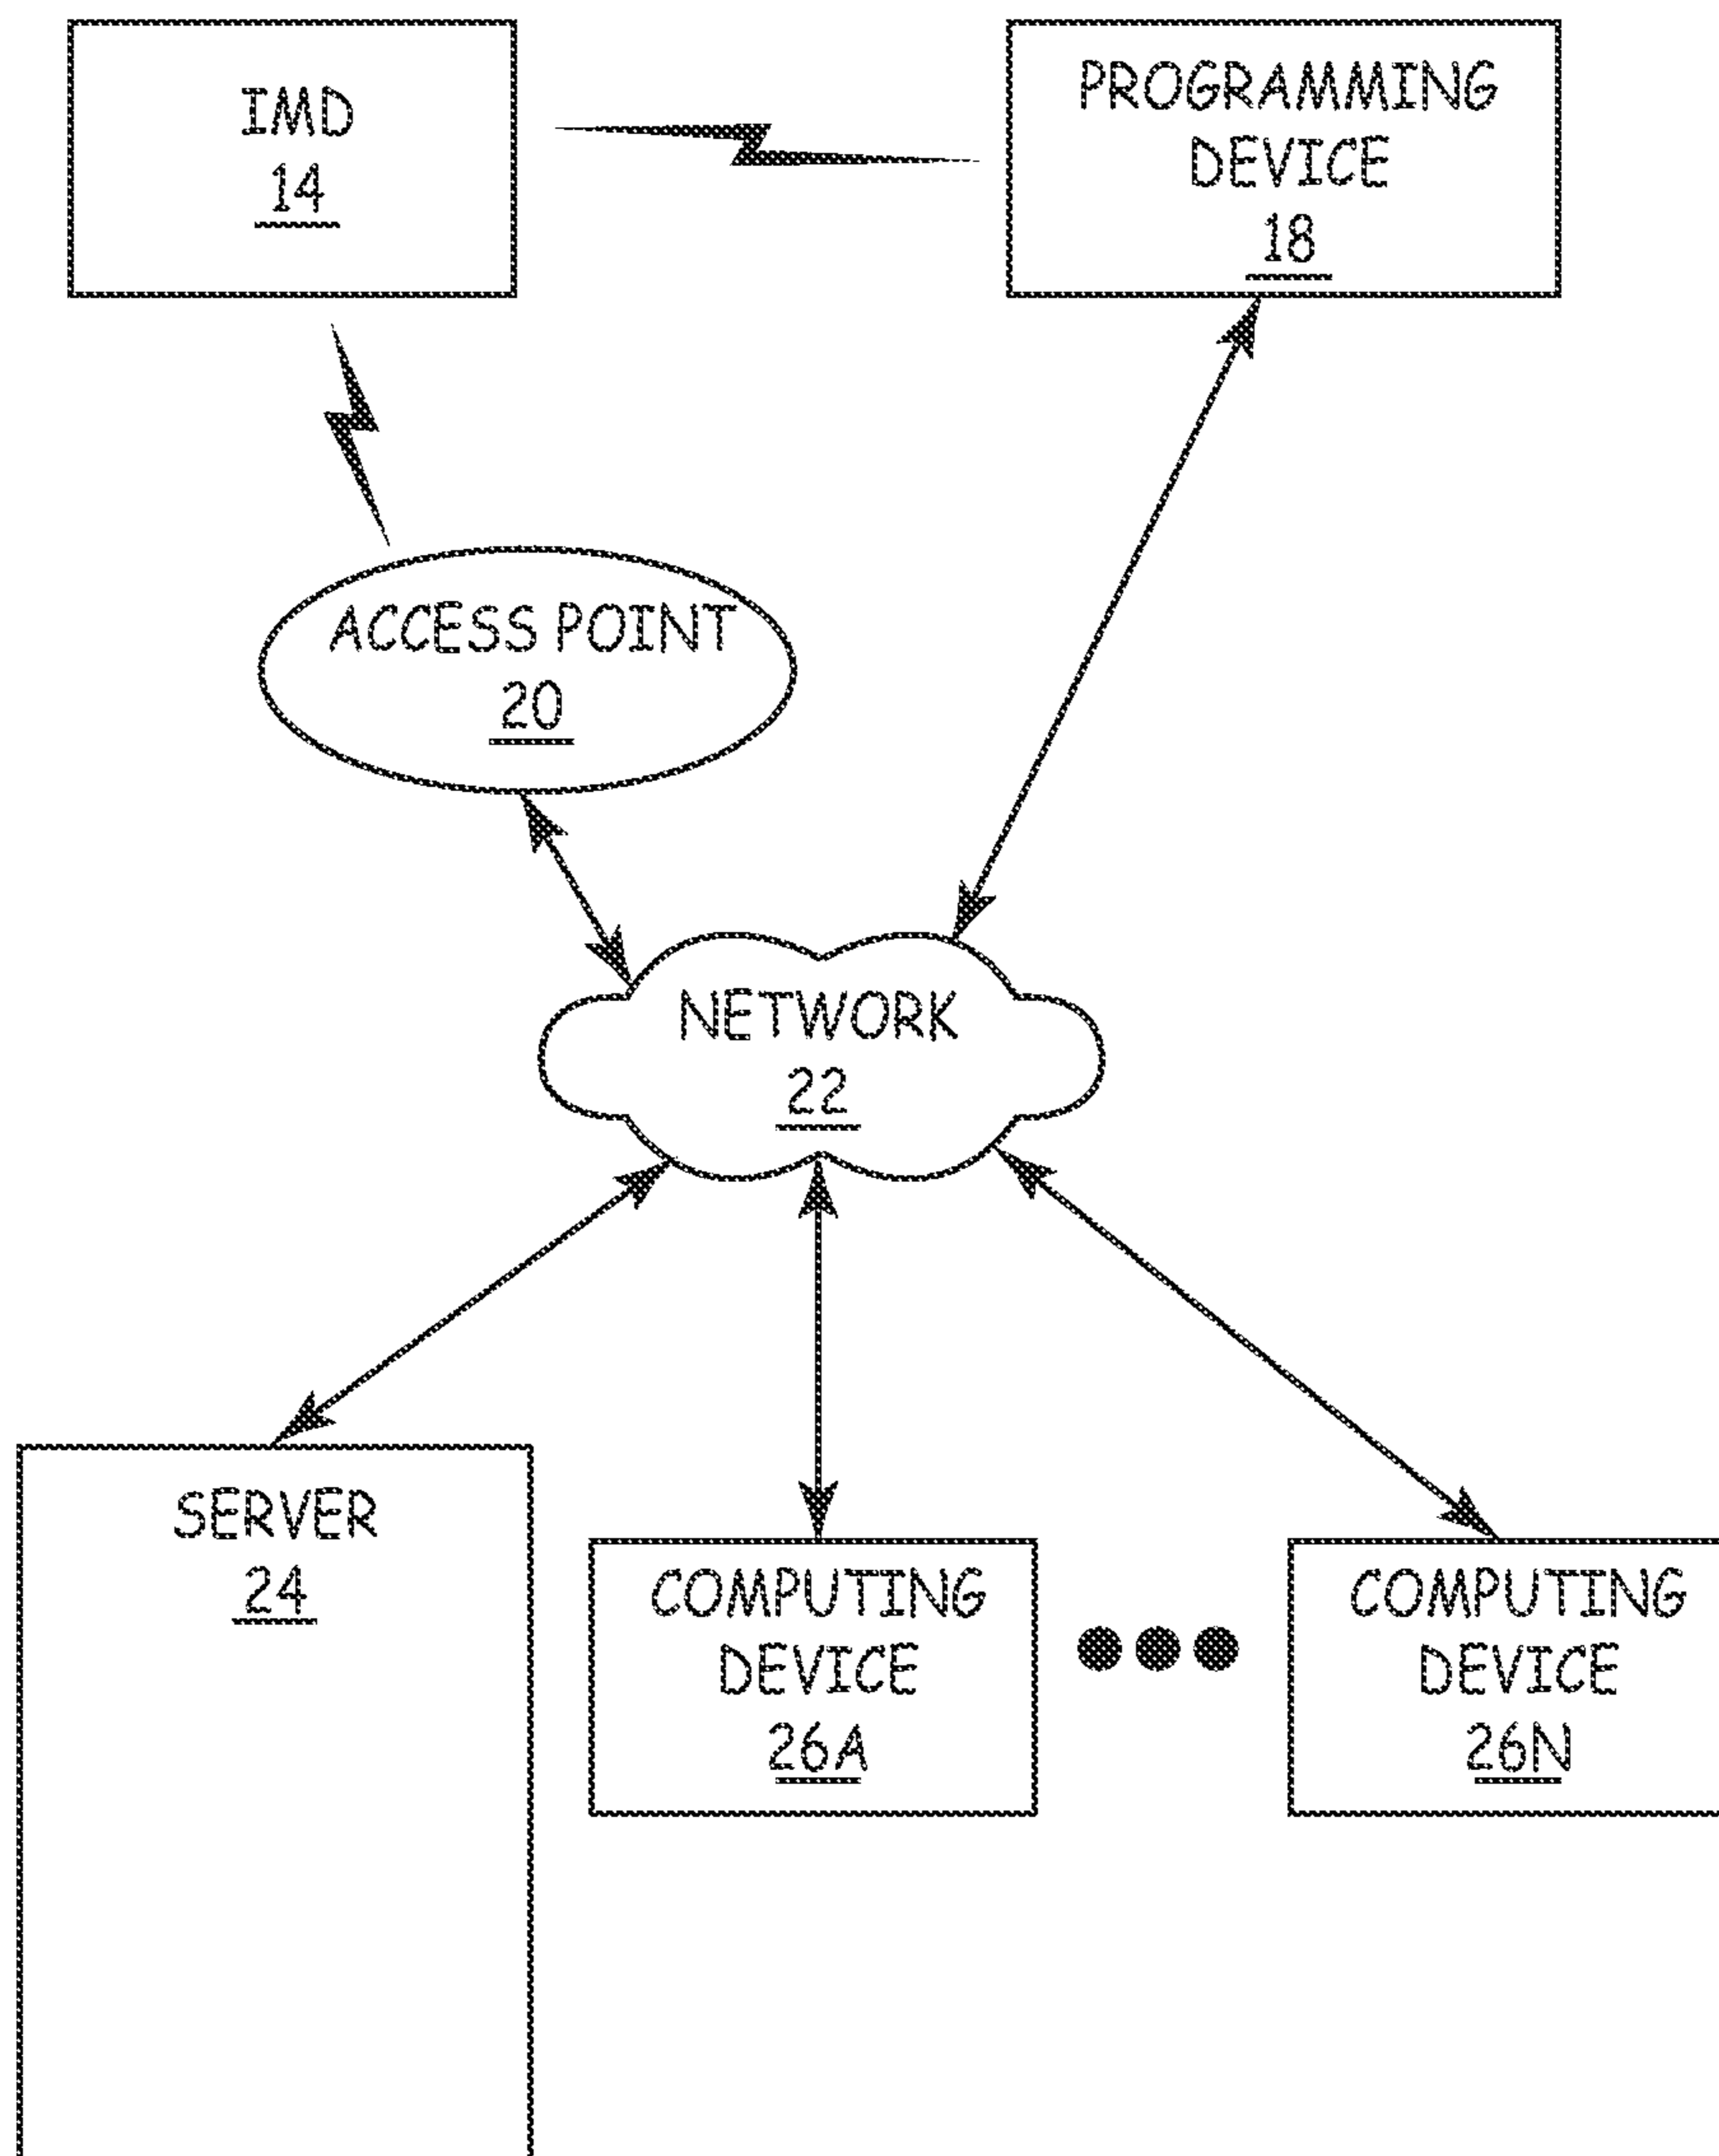 IMD
14
PROGRAMMING
DEVICE
18
ACCESS POINT
20
NETWORK
22
SERVER
24
COMPUTING
DEVICE
26A
COMPUTING
DEVICE
26N